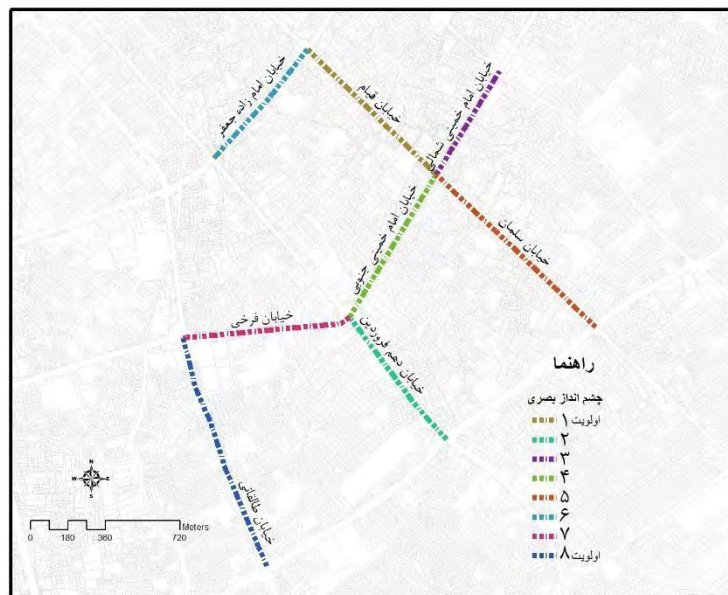 خیابان امام زاده جعفر
خیابان قیام
خیابان امام خمینی شمالی
خیابان امام خمینی جنوبی
خیابان سلمان
خیابان فرخی
خیابان دهم فروردین
خیابان طالقانی
راهنما
چشم انداز بصری
اولویت ۱
۲
۳
۴
۵
۶
۷
اولویت ۸
N
W E
S
Meters
0 180 360 720